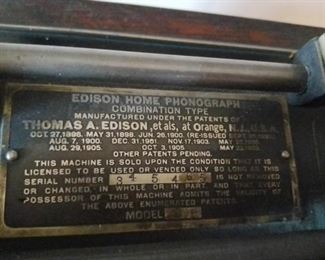 EDISON HOME PHONOGRAPH
COMBINATION TYPE
MANUFACTURED UNDER THE PATENTS OF
THOMAS A. EDISON, et als, at Orange, N.J., U.S.A.
OCT 27, 1896. MAY 31, 1898. JUN 26, 1900. (RE-ISSUED
AUG. 7, 1900. DEC. 31, 1901 NOV. 17, 1903.
AUG. 29, 1905. OCT. 3, 1905.
OTHER PATENTS PENDING.
THIS MACHINE IS SOLD UPON THE CONDITION THAT IT IS
LICENSED TO BE USED OR VENDED ONLY SO LONG AS THIS
SERIAL NUMBER IS NOT REMOVED
OR CHANGED, IN WHOLE OR IN PART AND THAT EVERY
POSSESSOR OF THIS MACHINE ADMITS THE VALIDITY OF
THE ABOVE ENUMERATED PATENTS.
MODEL